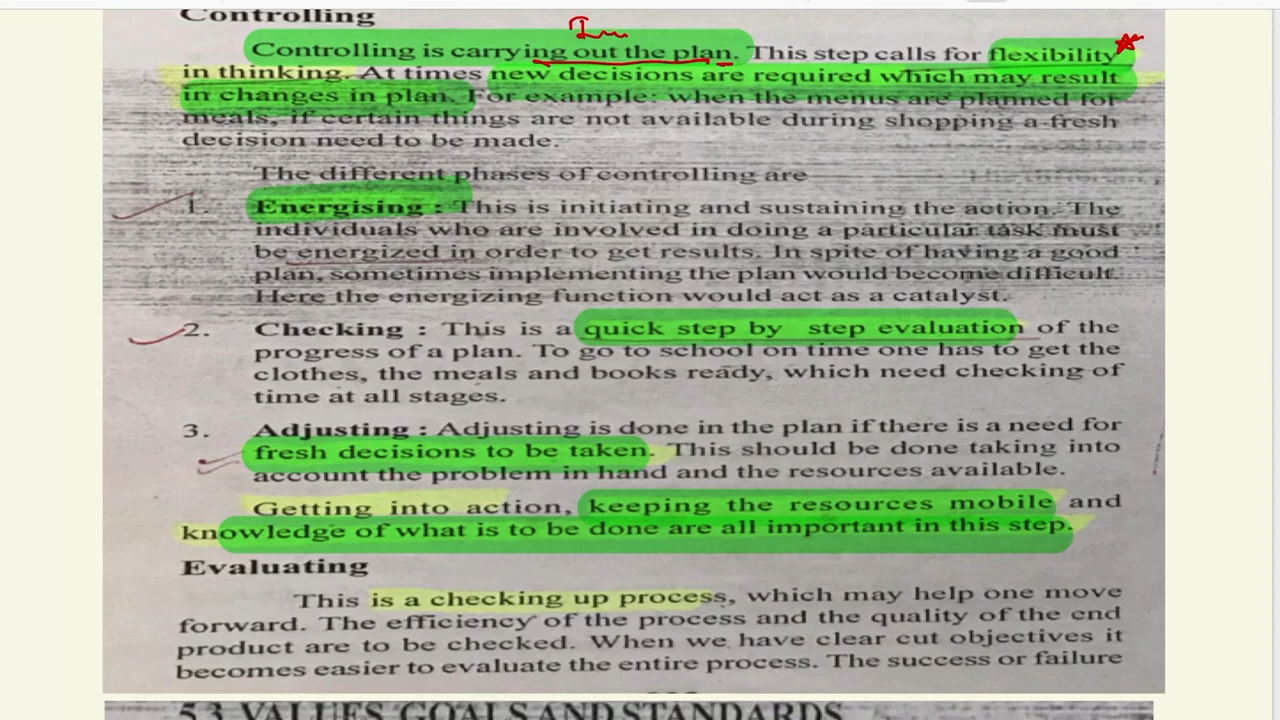 Controlling
Controlling is carrying out the plan. This step calls for flexibility
in thinking. At times new decisions are required which may result
in changes in plan. For example: when the menus are planned for
meals, if certain things are not available during shopping a fresh
decision need to be made.
The different phases of controlling are
1. Energising : This is initiating and sustaining the action. The
individuals who are involved in doing a particular task must
be energized in order to get results. In spite of having a good
plan, sometimes implementing the plan would become difficult.
Here the energizing function would act as a catalyst.
2. Checking : This is a quick step by step evaluation of the
progress of a plan. To go to school on time one has to get the
clothes, the meals and books ready, which need checking of
time at all stages.
3. Adjusting : Adjusting is done in the plan if there is a need for
fresh decisions to be taken. This should be done taking into
account the problem in hand and the resources available.
Getting into action, keeping the resources mobile and
knowledge of what is to be done are all important in this step.
Evaluating
This is a checking up process, which may help one move
forward. The efficiency of the process and the quality of the end
product are to be checked. When we have clear cut objectives it
becomes easier to evaluate the entire process. The success or failure
5.3 VALUES GOALS AND STANDARDS